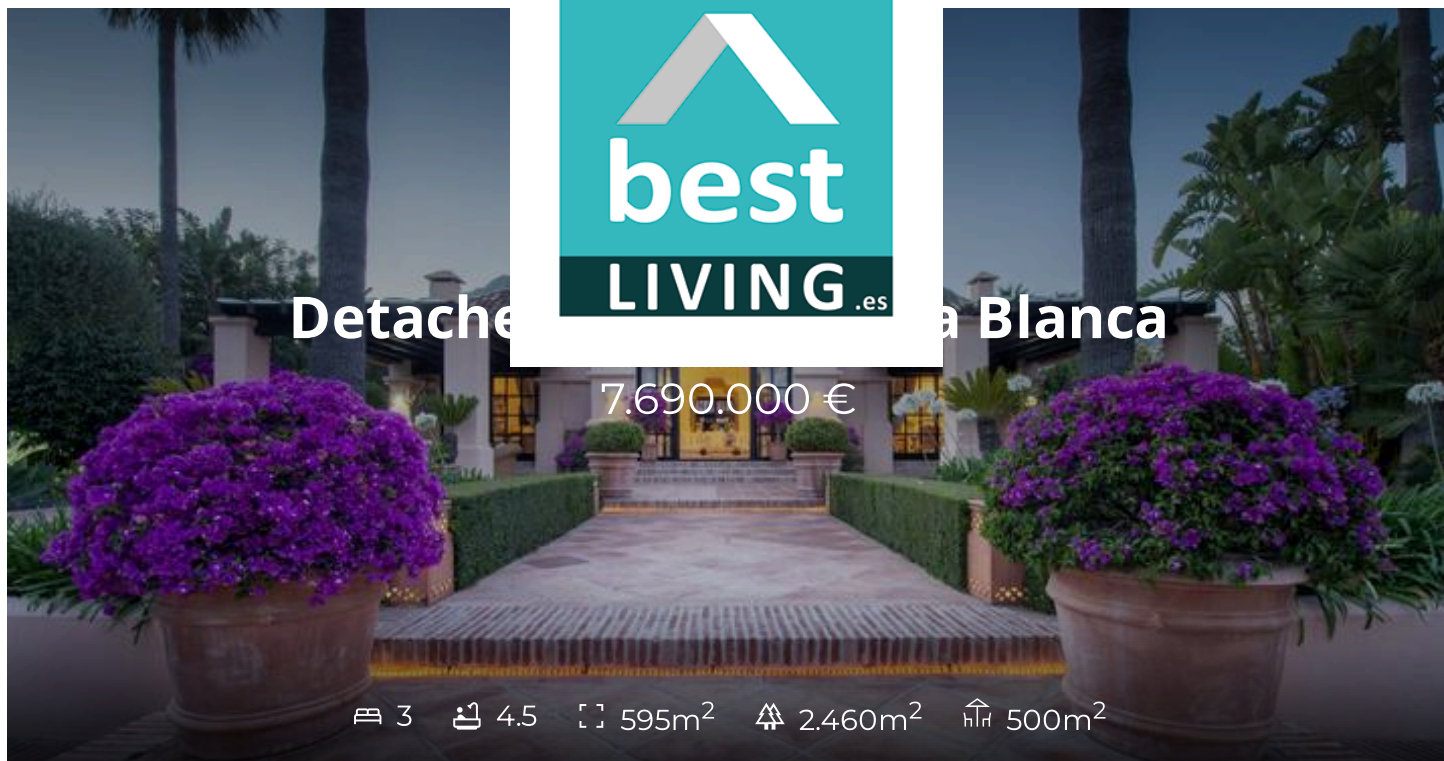 best
LIVING.es
Detache a Blanca
7.690.000 €
3 4.5 595m² 2.460m² 500m²